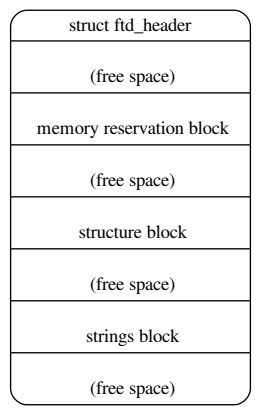 struct ftd_header
(free space)
memory reservation block
(free space)
structure block
(free space)
strings block
(free space)